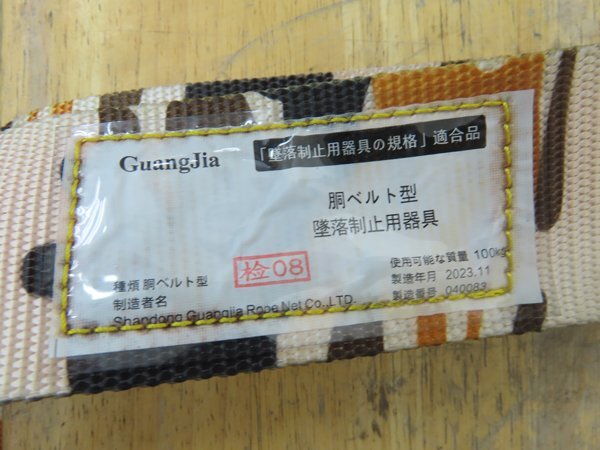 GuangJia
「墜落制止用器具の規格」適合品
胴ベルト型
墜落制止用器具
种08
種類 胴ベルト型
製造者名
Shandong Guangjia Rope Net Co., LTD.
使用可能な質量 100kg
製造年月 2023.11
製造番号 040083